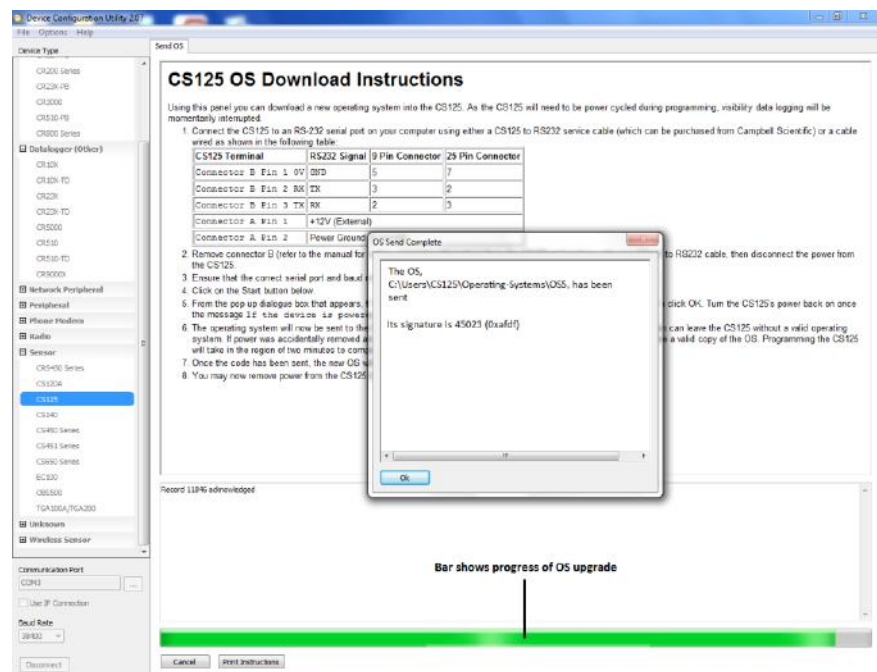 Device Configuration Utility 2.07
File Options Help
Device Type
Send OS
CR200 Series
CR23X-PB
CR3000
CR510-PB
CR800 Series
Datalogger (Other)
CR10X
CR10X-TD
CR23X
CR23X-TD
CR5000
CR510
CR510-TD
CR9000X
Network Peripheral
Peripheral
Phone Modem
Radio
Sensor
CRS450 Series
CS120A
CS125
CS140
CS450 Series
CS451 Series
CS650 Series
EC100
OBS500
TGA100A/TGA200
Unknown
Wireless Sensor
Communication Port
COM3
...
Use IP Connection
Baud Rate
38400
Disconnect
CS125 OS Download Instructions
Using this panel you can download a new operating system into the CS125. As the CS125 will need to be power cycled during programming, visibility data logging will be
momentarily interrupted.
1. Connect the CS125 to an RS-232 serial port on your computer using either a CS125 to RS232 service cable (which can be purchased from Campbell Scientific) or a cable
wired as shown in the following table:
CS125 Terminal RS232 Signal 9 Pin Connector 25 Pin Connector
Connector B Pin 1 0V GND 5 7
Connector B Pin 2 RX TX 3 2
Connector B Pin 3 TX RX 2 3
Connector A Pin 1 +12V (External)
Connector A Pin 2 Power Ground
2. Remove connector B (refer to the manual for to RS232 cable, then disconnect the power from
the CS125.
3. Ensure that the correct serial port and baud
4. Click on the Start button below
5. From the pop up dialogue box that appears, click OK. Turn the CS125's power back on once
the message If the device is power
6. The operating system will now be sent to the can leave the CS125 without a valid operating
system. If power was accidentally removed a valid copy of the OS. Programming the CS125
will take in the region of two minutes to
7. Once the code has been sent, the new OS
8. You may now remove power from the CS125
OS Send Complete
The OS,
C:\Users\CS125\Operating-Systems\OS5, has been
sent
Its signature is 45023 (0xafdf)
Ok
Record 11046 acknowledged
Bar shows progress of OS upgrade
Cancel Print Instructions